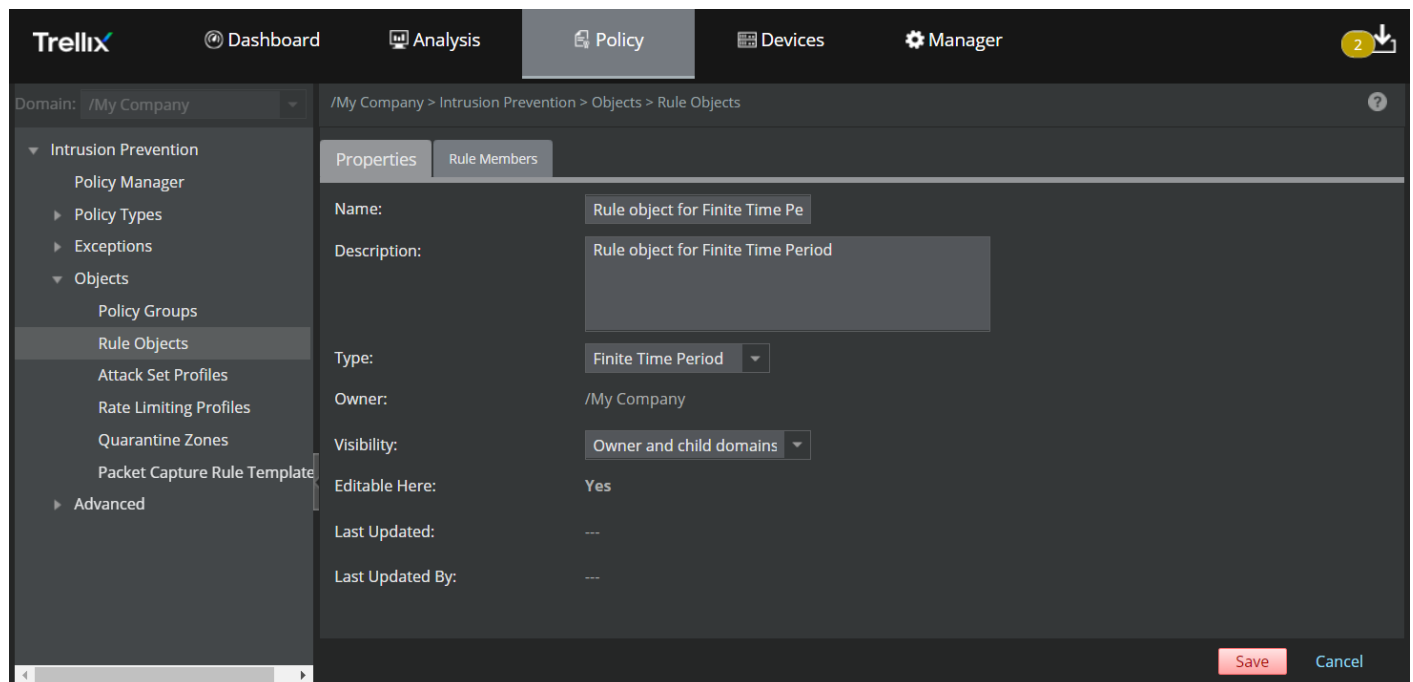 Trellix
Dashboard
Analysis
Policy
Devices
Manager
2
Domain: /My Company
/My Company > Intrusion Prevention > Objects > Rule Objects
?
Intrusion Prevention
Policy Manager
Policy Types
Exceptions
Objects
Policy Groups
Rule Objects
Attack Set Profiles
Rate Limiting Profiles
Quarantine Zones
Packet Capture Rule Template
Advanced
Properties
Rule Members
Name: Rule object for Finite Time Pe
Description: Rule object for Finite Time Period
Type: Finite Time Period
Owner: /My Company
Visibility: Owner and child domains
Editable Here: Yes
Last Updated: ---
Last Updated By: ---
Save
Cancel